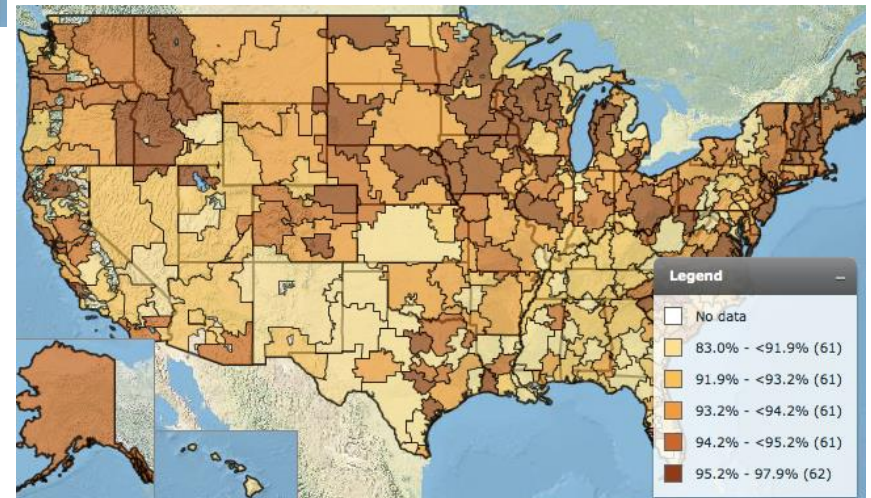 Legend
No data
83.0% - <91.9% (61)
91.9% - <93.2% (61)
93.2% - <94.2% (61)
94.2% - <95.2% (61)
95.2% - 97.9% (62)